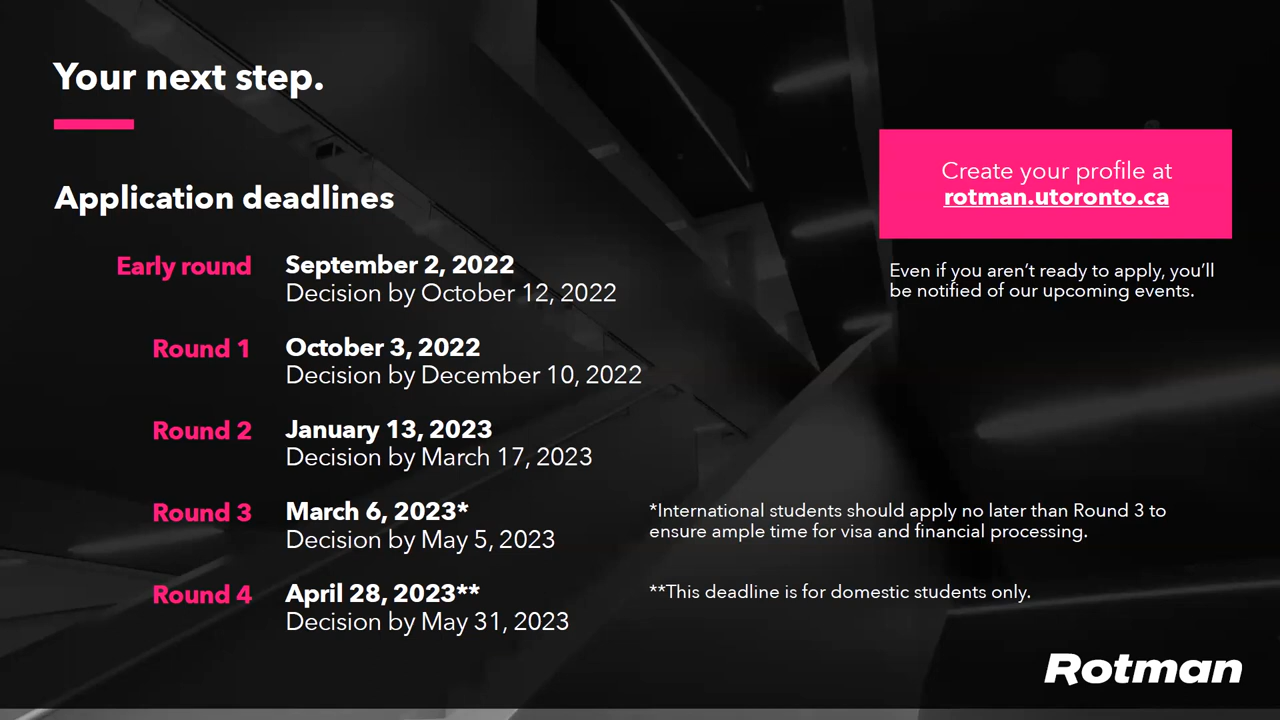 Your next step.
Application deadlines
Early round
September 2, 2022
Decision by October 12, 2022
Round 1
October 3, 2022
Decision by December 10, 2022
Round 2
January 13, 2023
Decision by March 17, 2023
Round 3
March 6, 2023*
Decision by May 5, 2023
Round 4
April 28, 2023**
Decision by May 31, 2023
Create your profile at
rotman.utoronto.ca
Even if you aren’t ready to apply, you’ll
be notified of our upcoming events.
*International students should apply no later than Round 3 to
ensure ample time for visa and financial processing.
**This deadline is for domestic students only.
Rotman